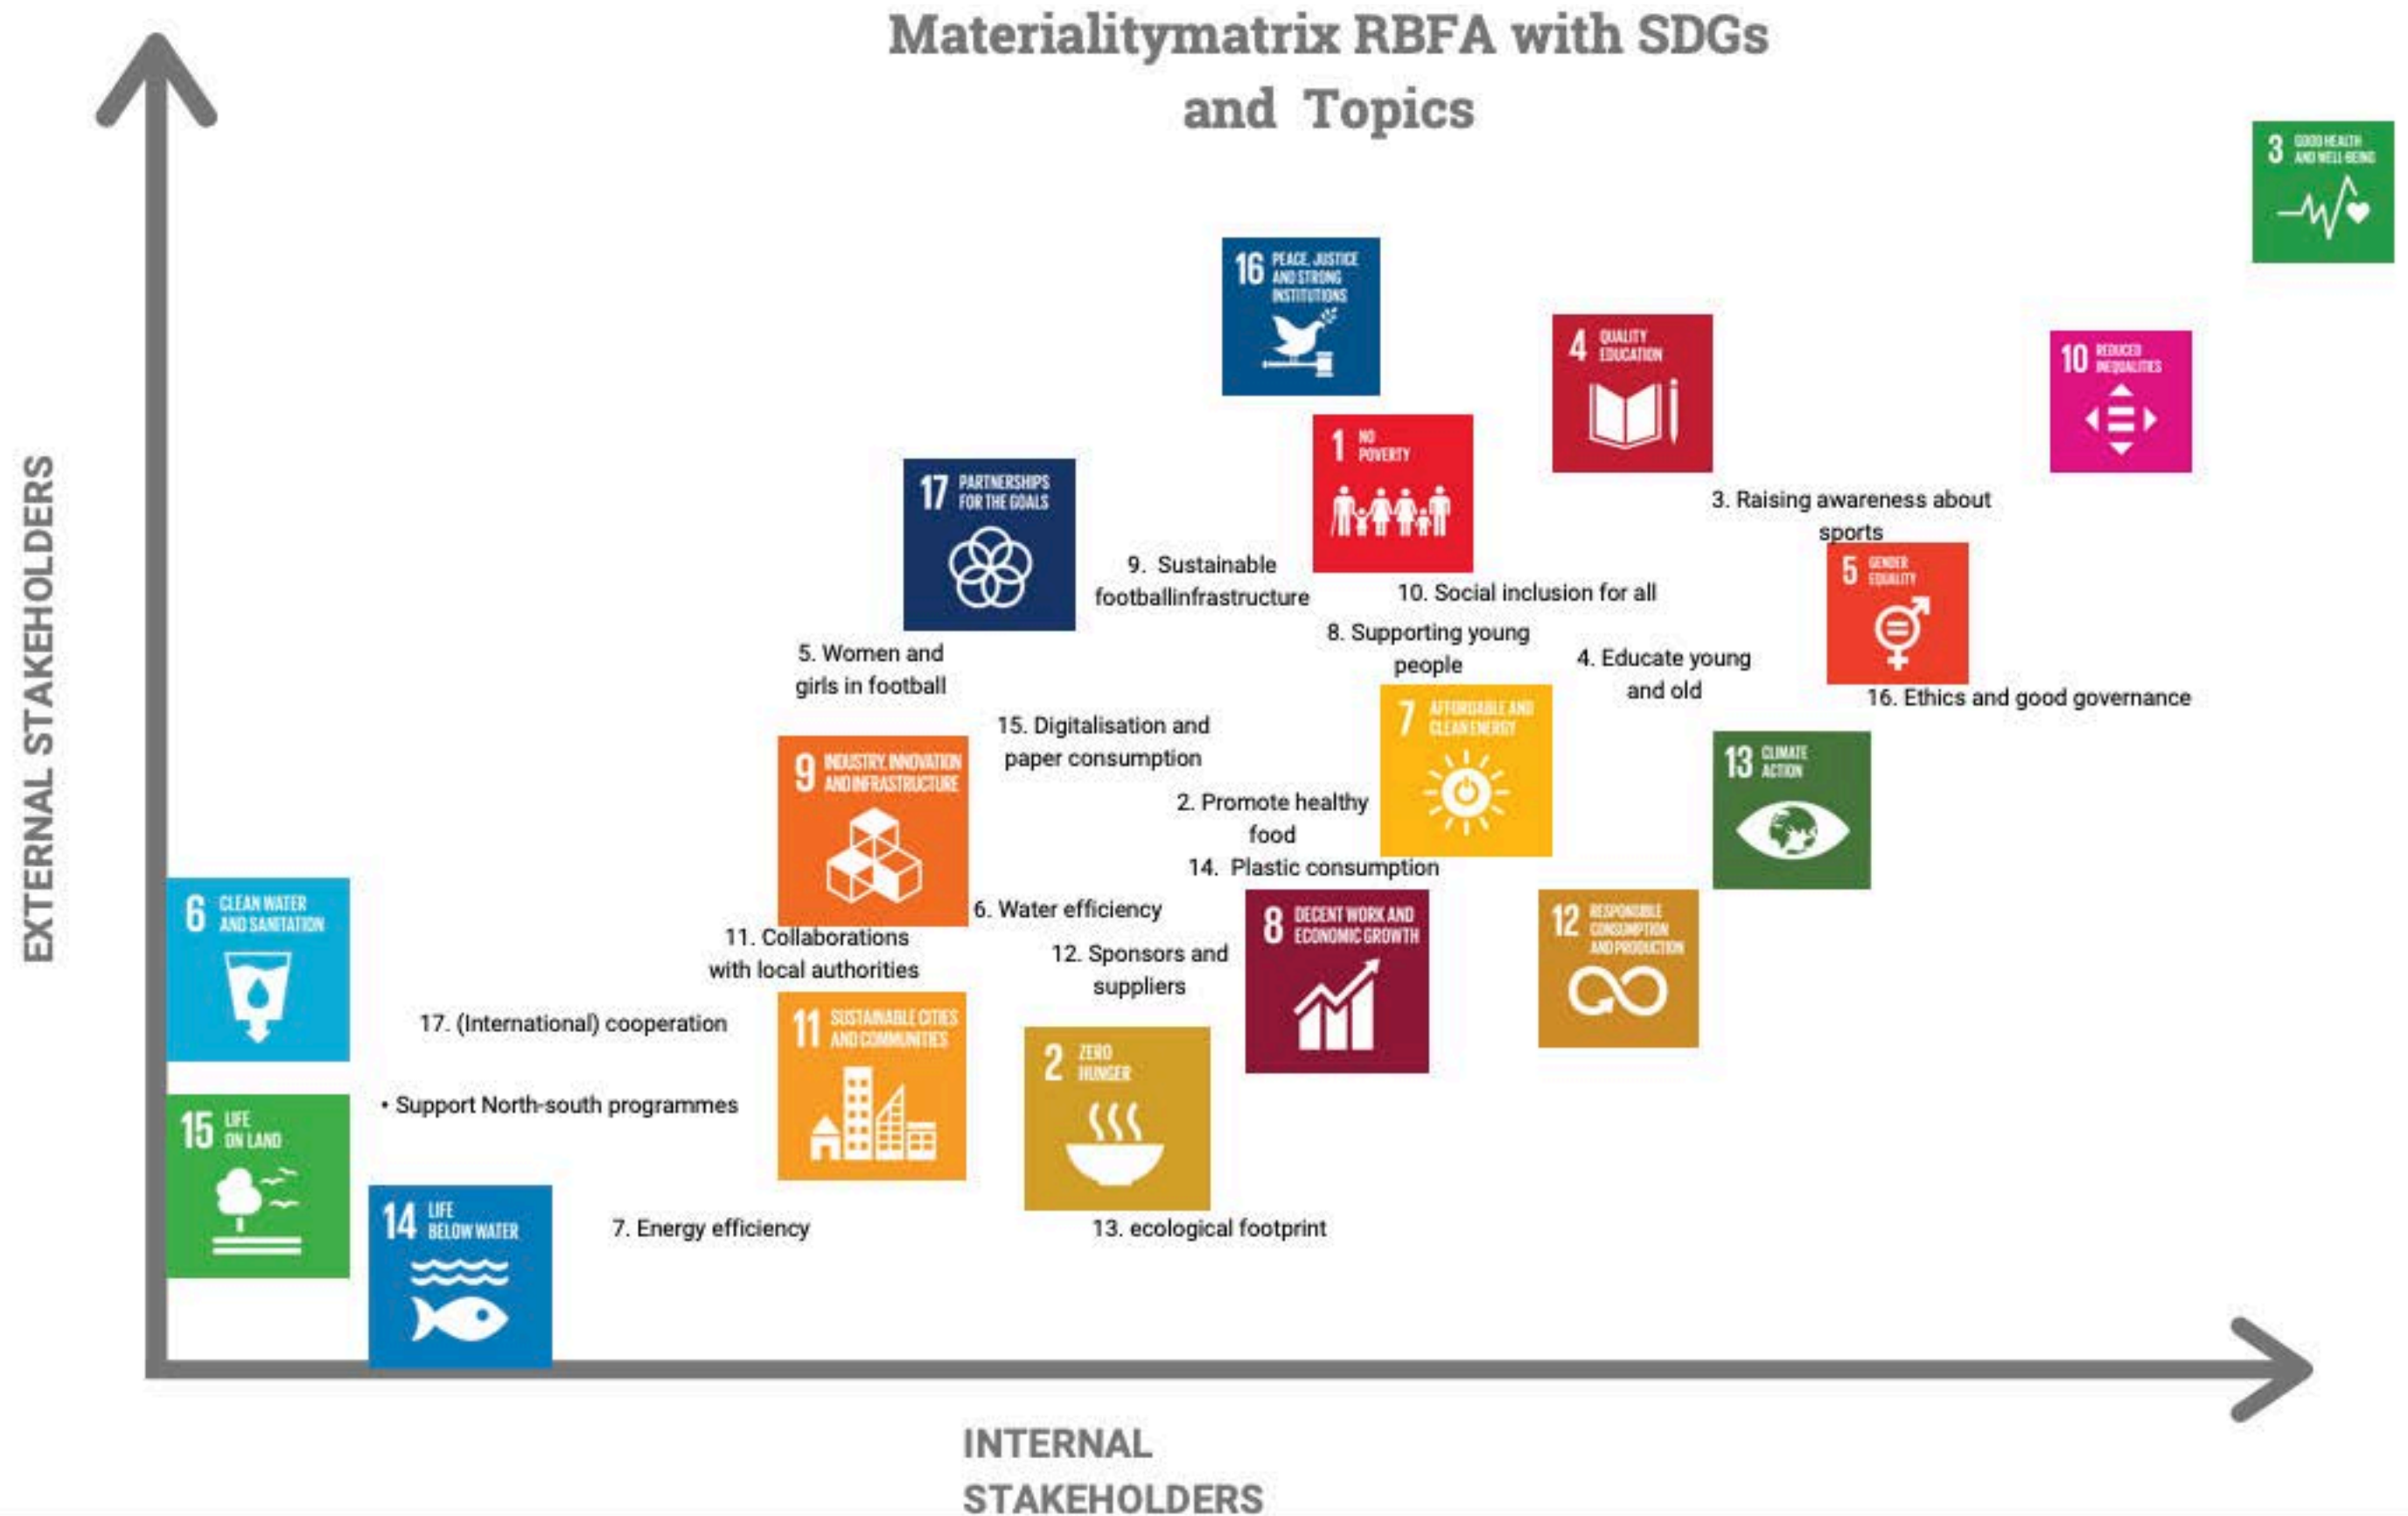 Materialitymatrix RBFA with SDGs
and Topics
3 GOOD HEALTH
AND WELL-BEING
16 PEACE, JUSTICE
AND STRONG
INSTITUTIONS
4 QUALITY
EDUCATION
10 REDUCED
INEQUALITIES
1 NO
POVERTY
17 PARTNERSHIPS
FOR THE GOALS
3. Raising awareness about
sports
9. Sustainable
footballinfrastructure
10. Social inclusion for all
5 GENDER
EQUALITY
8. Supporting young
people
5. Women and
girls in football
4. Educate young
and old
16. Ethics and good governance
15. Digitalisation and
paper consumption
7 AFFORDABLE AND
CLEAN ENERGY
13 CLIMATE
ACTION
9 INDUSTRY, INNOVATION
AND INFRASTRUCTURE
2. Promote healthy
food
14. Plastic consumption
EXTERNAL STAKEHOLDERS
6 CLEAN WATER
AND SANITATION
6. Water efficiency
8 DECENT WORK AND
ECONOMIC GROWTH
12 RESPONSIBLE
CONSUMPTION
AND PRODUCTION
11. Collaborations
with local authorities
12. Sponsors and
suppliers
17. (International) cooperation
11 SUSTAINABLE CITIES
AND COMMUNITIES
2 ZERO
HUNGER
• Support North-south programmes
15 LIFE
ON LAND
14 LIFE
BELOW WATER
7. Energy efficiency
13. ecological footprint
INTERNAL
STAKEHOLDERS